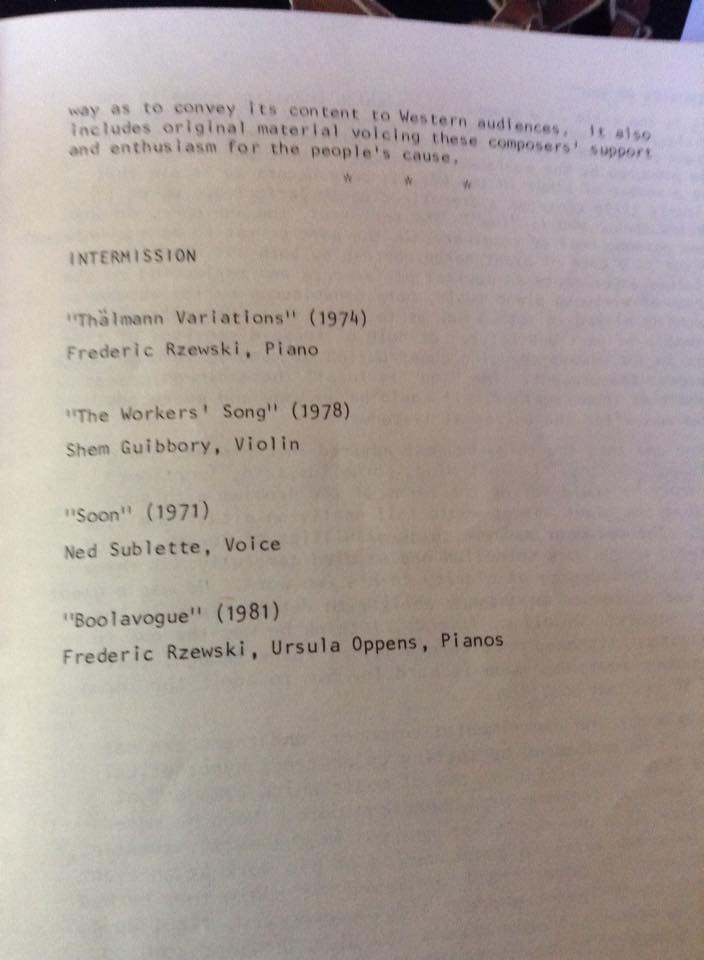 way as to convey its content to Western audiences. It also
includes original material voicing these composers' support
and enthusiasm for the people's cause.
* * *
INTERMISSION
"Thälmann Variations" (1974)
Frederic Rzewski, Piano
"The Workers' Song" (1978)
Shem Guibbory, Violin
"Soon" (1971)
Ned Sublette, Voice
"Boolavogue" (1981)
Frederic Rzewski, Ursula Oppens, Pianos